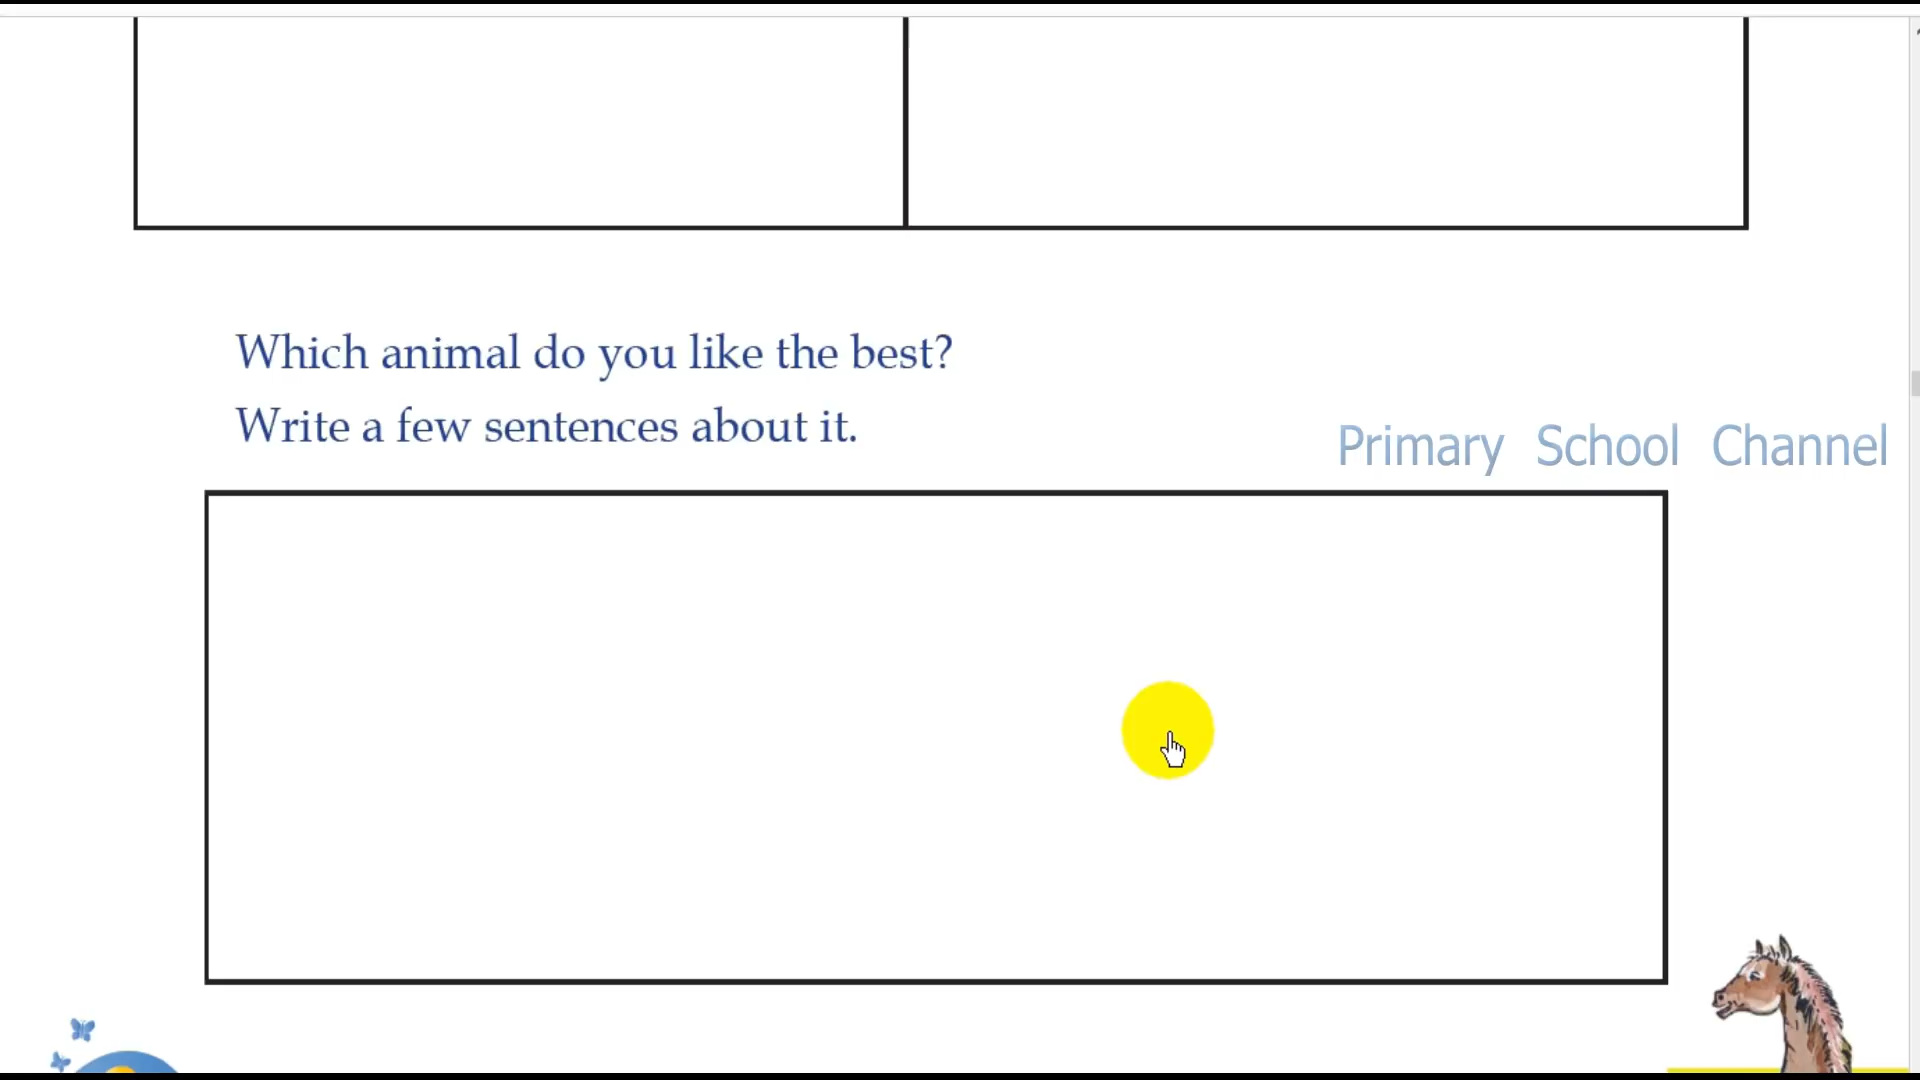 Which animal do you like the best?
Write a few sentences about it.
Primary School Channel